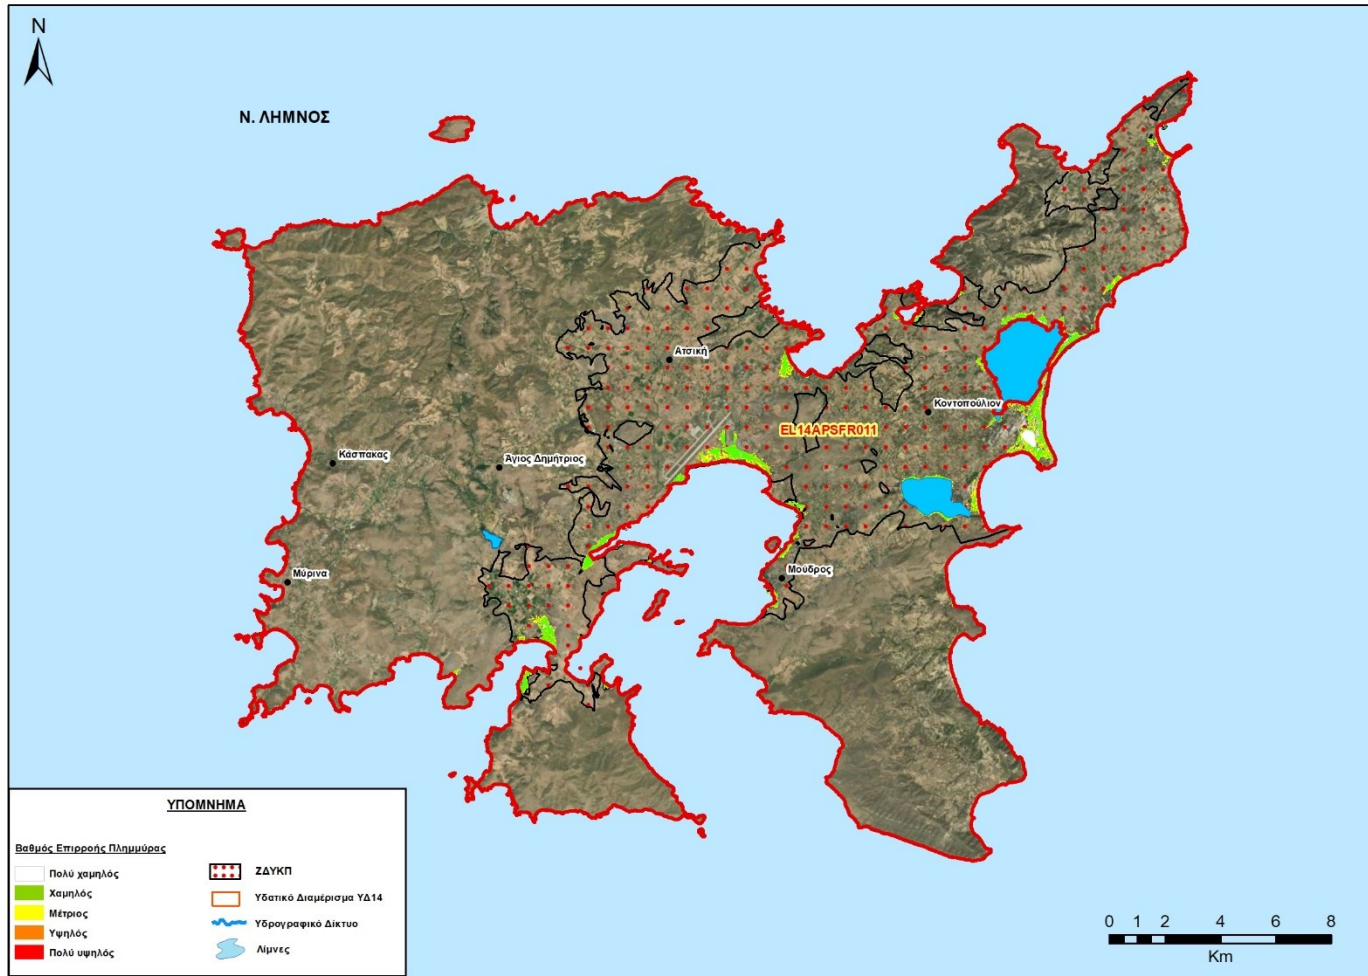 N
Ν. ΛΗΜΝΟΣ
Ατσική
Κοντοπούλιον
EL14APSFR011
Κάσπακας
Άγιος Δημήτριος
Μύρινα
Μούδρος
ΥΠΟΜΝΗΜΑ
Βαθμός Επιρροής Πλημμύρας
Πολύ χαμηλός
Χαμηλός
Μέτριος
Υψηλός
Πολύ υψηλός
ΖΔΥΚΠ
Υδατικό Διαμέρισμα ΥΔ14
Υδρογραφικό Δίκτυο
Λίμνες
0 1 2 4 6 8
Km